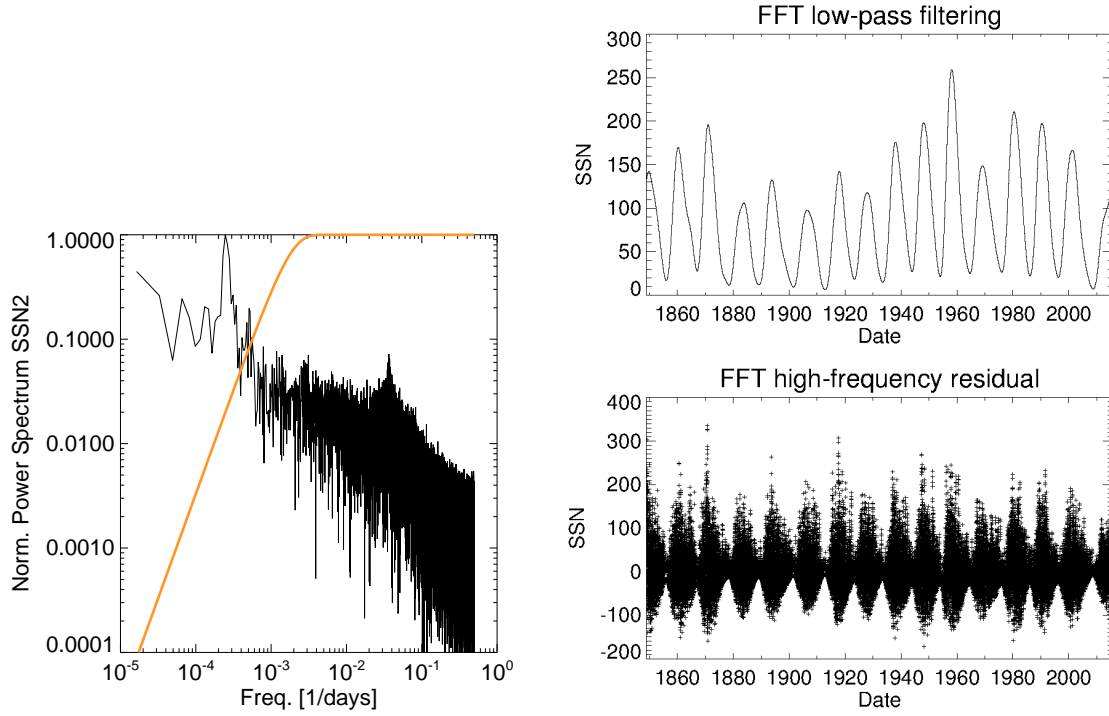 FFT low-pass filtering
300
250
200
150
100
50
0
SSN
1860 1880 1900 1920 1940 1960 1980 2000
Date
1.0000
0.1000
0.0100
0.0010
0.0001
Norm. Power Spectrum SSN2
10-5 10-4 10-3 10-2 10-1 100
Freq. [1/days]
FFT high-frequency residual
400
300
200
100
0
-100
-200
SSN
1860 1880 1900 1920 1940 1960 1980 2000
Date